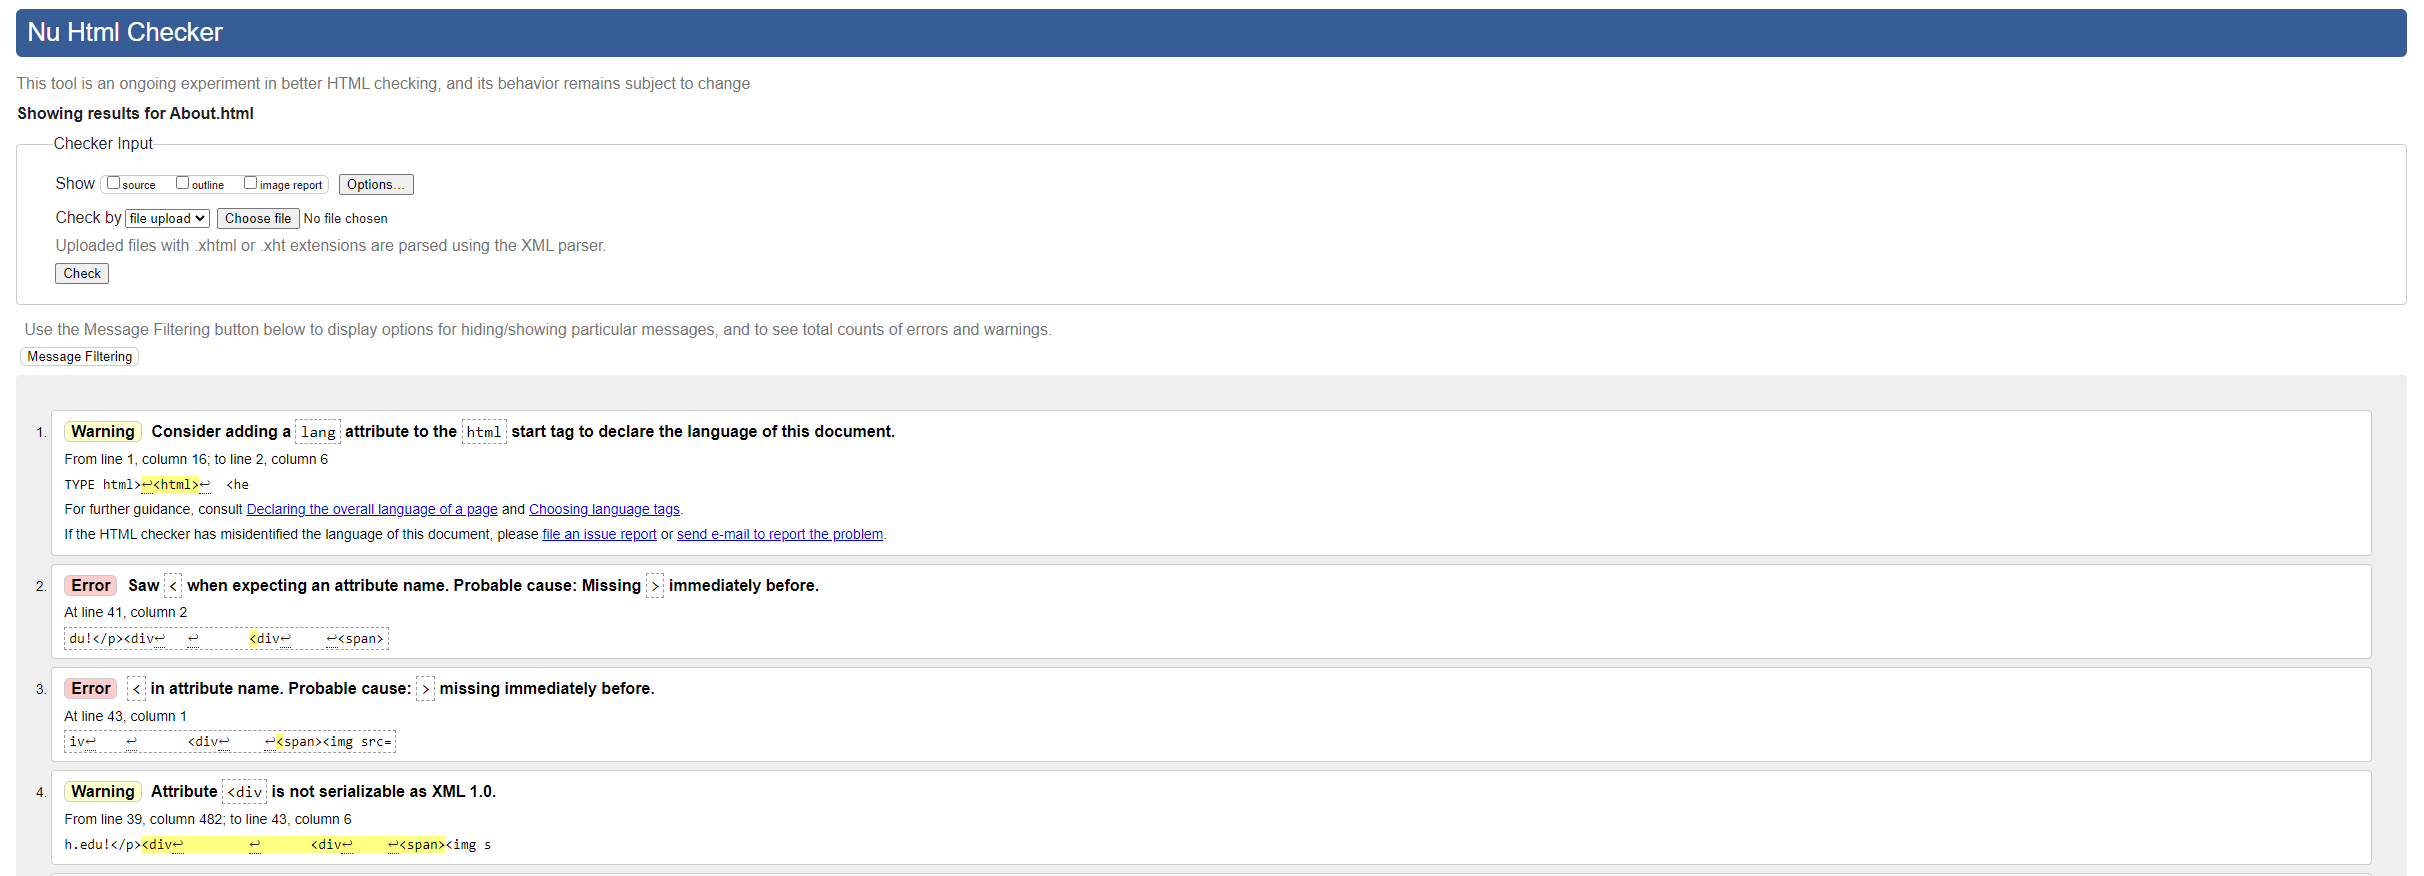 Nu Html Checker
This tool is an ongoing experiment in better HTML checking, and its behavior remains subject to change
Showing results for About.html
Checker Input
Show source outline image report Options...
Check by file upload Choose file No file chosen
Uploaded files with .xhtml or .xht extensions are parsed using the XML parser.
Check
Use the Message Filtering button below to display options for hiding/showing particular messages, and to see total counts of errors and warnings.
Message Filtering
1. Warning Consider adding a lang attribute to the html start tag to declare the language of this document.
From line 1, column 16; to line 2, column 6
TYPE html>↩<html>↩ <he
For further guidance, consult Declaring the overall language of a page and Choosing language tags.
If the HTML checker has misidentified the language of this document, please file an issue report or send e-mail to report the problem.
2. Error Saw < when expecting an attribute name. Probable cause: Missing > immediately before.
At line 41, column 2
du!</p><div↩ ↩ <div↩ ↩<span>
3. Error < in attribute name. Probable cause: > missing immediately before.
At line 43, column 1
iv↩ ↩ <div↩ ↩<span><img src=
4. Warning Attribute <div is not serializable as XML 1.0.
From line 39, column 482; to line 43, column 6
h.edu!</p><div↩ ↩ <div↩ ↩<span><img s